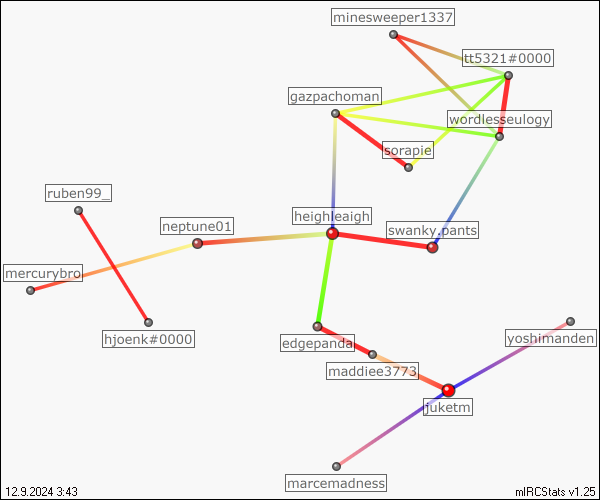 minesweeper1337
tt5321#0000
gazpachoman
wordlesseulogy
sorapie
ruben99_
heighleaigh
neptune01
swanky.pants
mercurybro
hjoenk#0000
yoshimanden
edgepanda
maddiee3773
juketm
marcemadness
12.9.2024 3:43
mIRCStats v1.25